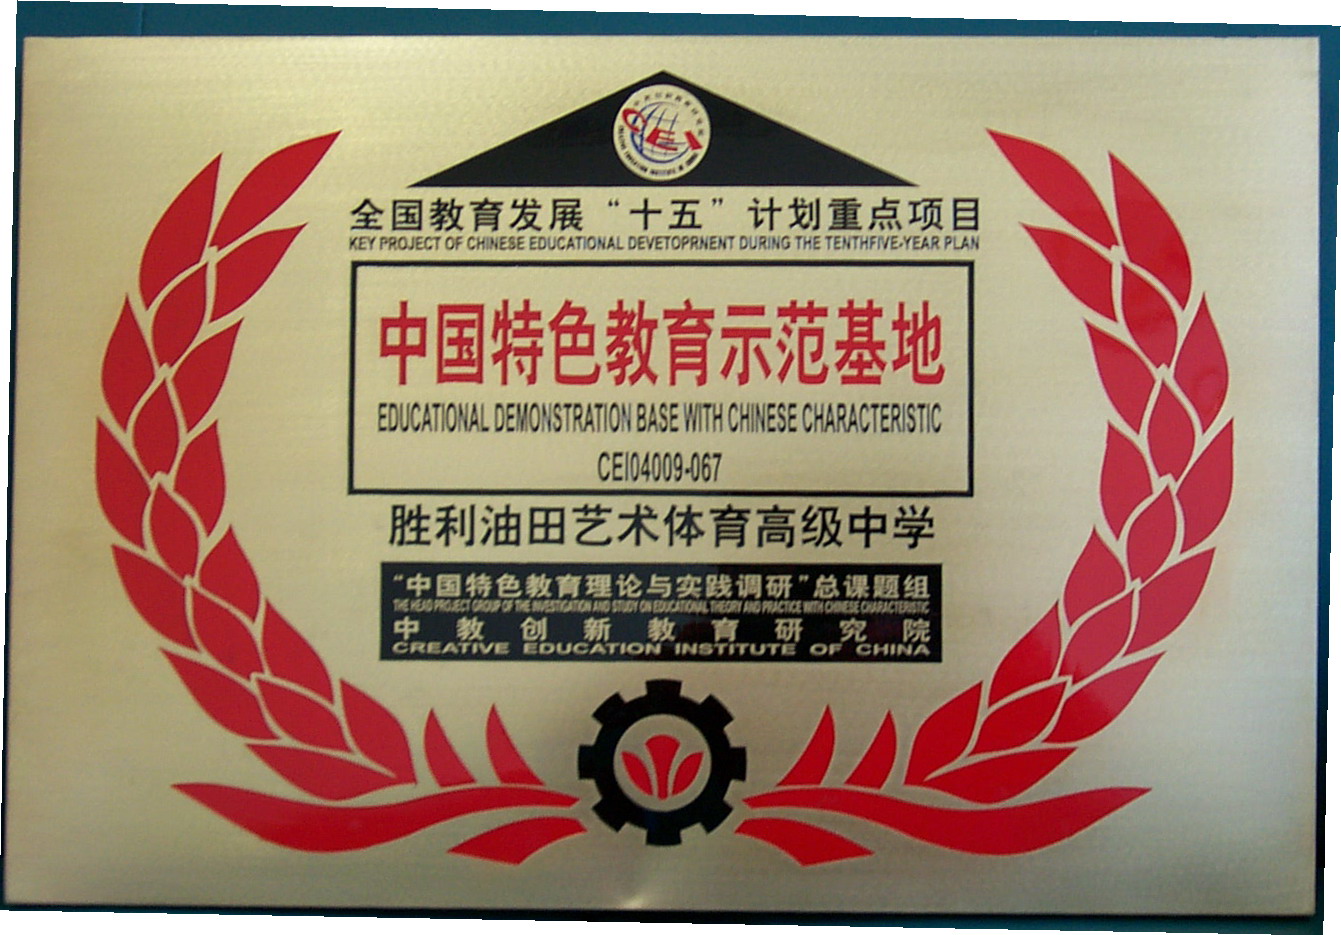 全国教育发展“十五”计划重点项目
KEY PROJECT OF CHINESE EDUCATIONAL DEVETOPRNENT DURING THE TENTHFIVE-YEAR PLAN
中国特色教育示范基地
EDUCATIONAL DEMONSTRATION BASE WITH CHINESE CHARACTERISTIC
CEI04009-067
胜利油田艺术体育高级中学
“中国特色教育理论与实践调研”总课题组
THE HEAD PROJECT GROUP OF THE INVESTIGATION AND STUDY ON EDUCATIONAL THEORY AND PRACTICE WITH CHINESE CHARACTERISTIC
中教创新教育研究院
CREATIVE EDUCATION INSTITUTE OF CHINA